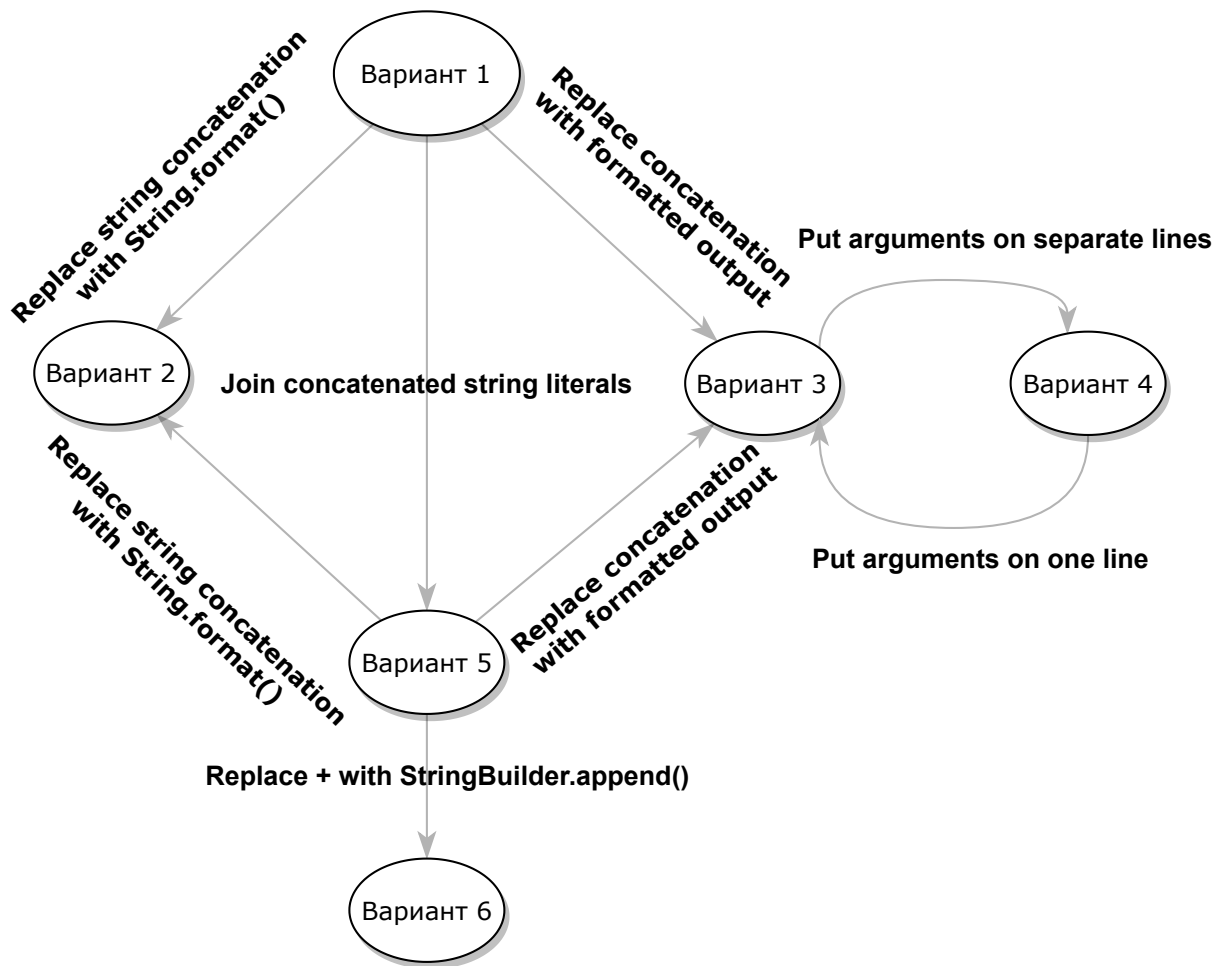 Вариант 1
Replace string concatenation
with String.format()
Replace concatenation
with formatted output
Put arguments on separate lines
Вариант 2
Join concatenated string literals
Вариант 3
Вариант 4
Replace string concatenation
with String.format()
Replace concatenation
with formatted output
Put arguments on one line
Вариант 5
Replace + with StringBuilder.append()
Вариант 6